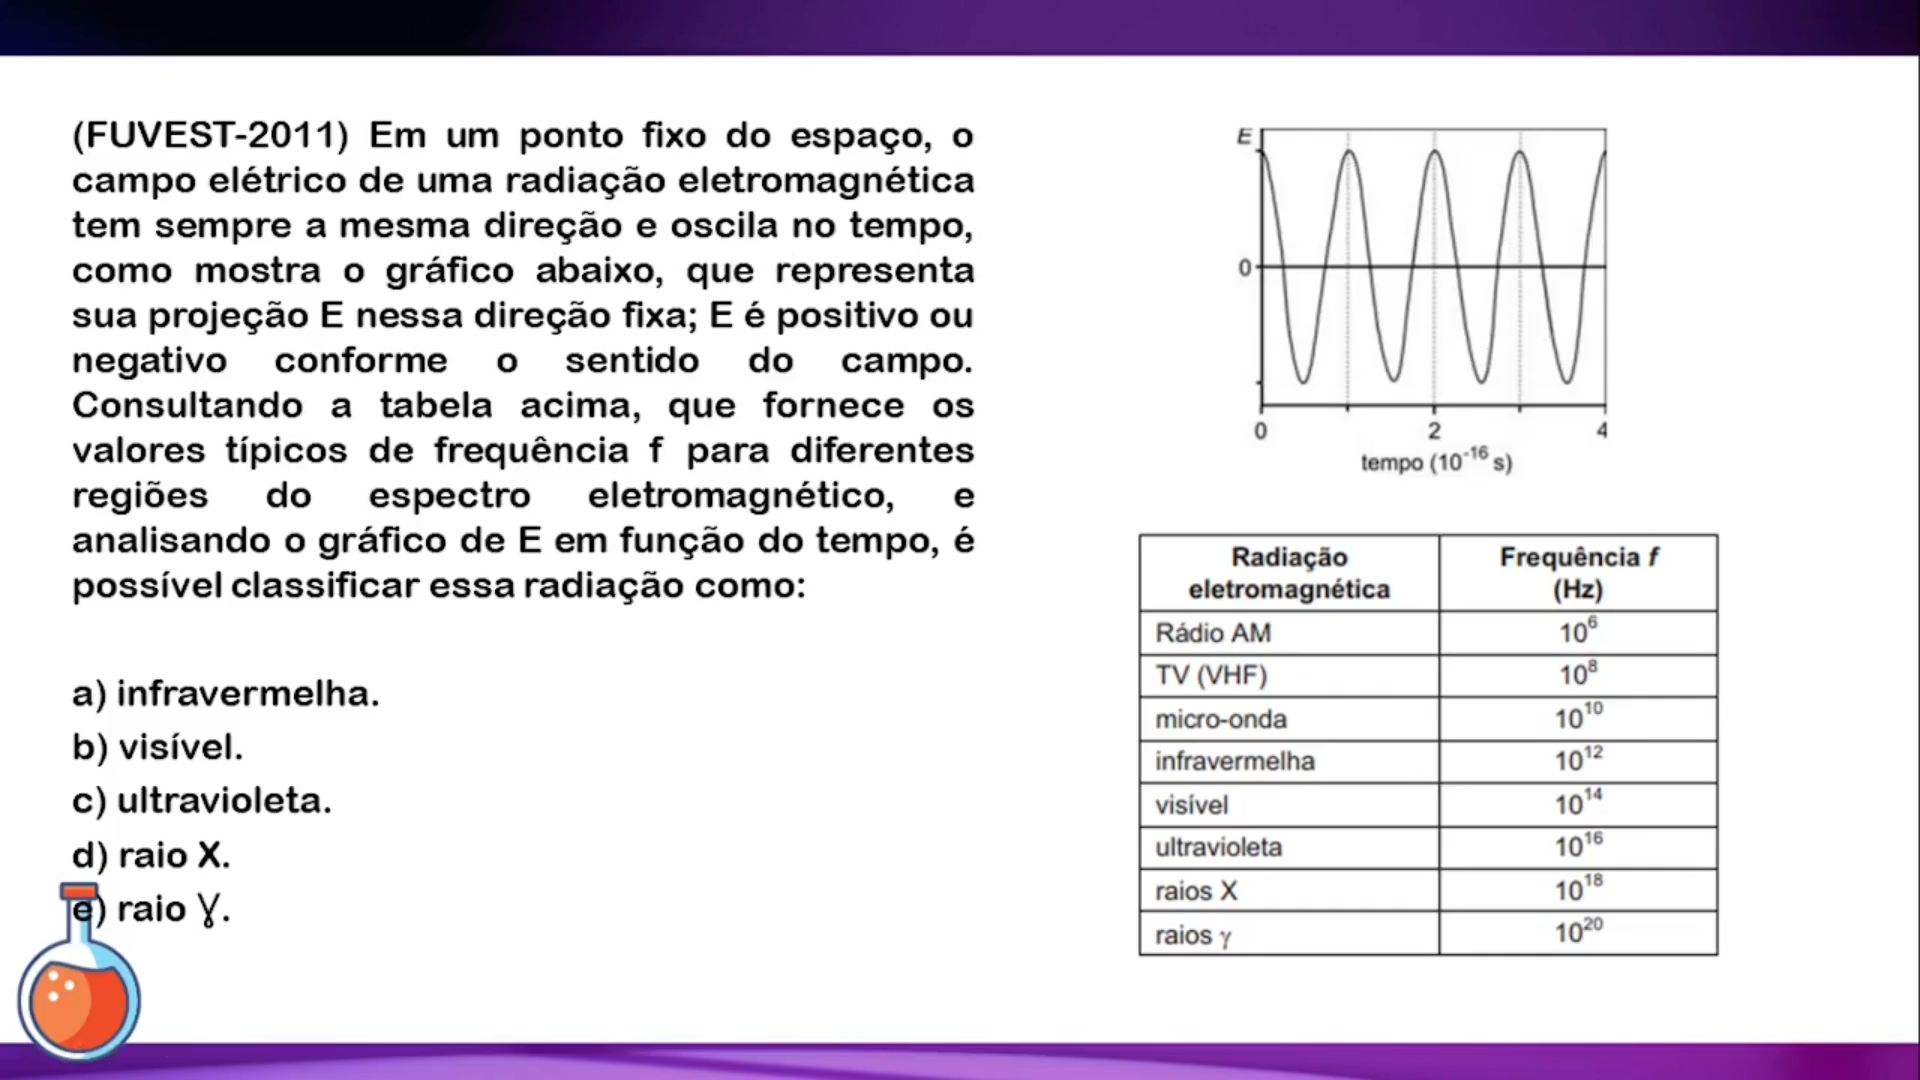 (FUVEST-2011) Em um ponto fixo do espaço, o
campo elétrico de uma radiação eletromagnética
tem sempre a mesma direção e oscila no tempo,
como mostra o gráfico abaixo, que representa
sua projeção E nessa direção fixa; E é positivo ou
negativo conforme o sentido do campo.
Consultando a tabela acima, que fornece os
valores típicos de frequência f para diferentes
regiões do espectro eletromagnético, e
analisando o gráfico de E em função do tempo, é
possível classificar essa radiação como:
a) infravermelha.
b) visível.
c) ultravioleta.
d) raio X.
e) raio Ɣ.
E
0
0 2 4
tempo (10⁻¹⁶ s)
Radiação eletromagnética Frequência f (Hz)
Rádio AM 10⁶
TV (VHF) 10⁸
micro-onda 10¹⁰
infravermelha 10¹²
visível 10¹⁴
ultravioleta 10¹⁶
raios X 10¹⁸
raios γ 10²⁰